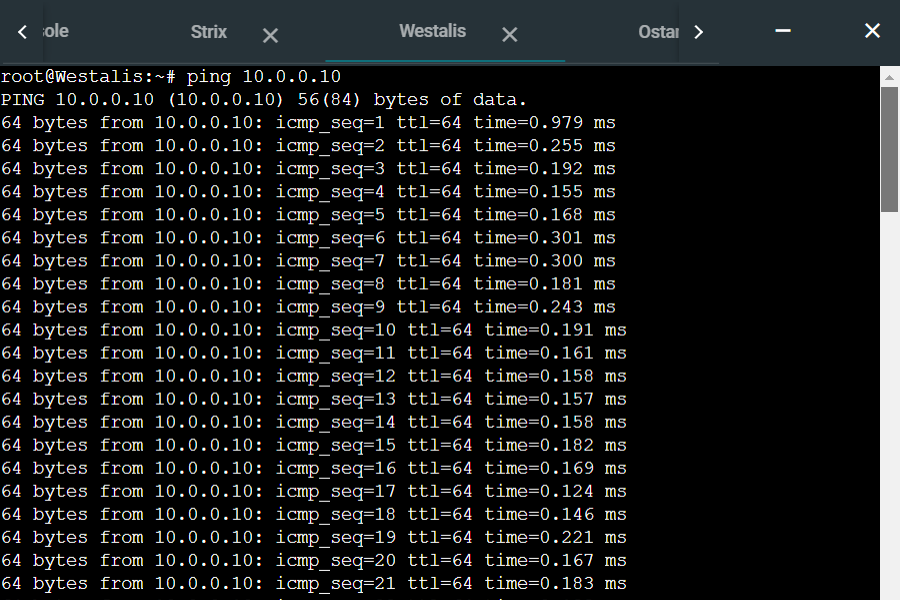 ole
Strix
Westalis
Ostar
root@Westalis:~# ping 10.0.0.10
PING 10.0.0.10 (10.0.0.10) 56(84) bytes of data.
64 bytes from 10.0.0.10: icmp_seq=1 ttl=64 time=0.979 ms
64 bytes from 10.0.0.10: icmp_seq=2 ttl=64 time=0.255 ms
64 bytes from 10.0.0.10: icmp_seq=3 ttl=64 time=0.192 ms
64 bytes from 10.0.0.10: icmp_seq=4 ttl=64 time=0.155 ms
64 bytes from 10.0.0.10: icmp_seq=5 ttl=64 time=0.168 ms
64 bytes from 10.0.0.10: icmp_seq=6 ttl=64 time=0.301 ms
64 bytes from 10.0.0.10: icmp_seq=7 ttl=64 time=0.300 ms
64 bytes from 10.0.0.10: icmp_seq=8 ttl=64 time=0.181 ms
64 bytes from 10.0.0.10: icmp_seq=9 ttl=64 time=0.243 ms
64 bytes from 10.0.0.10: icmp_seq=10 ttl=64 time=0.191 ms
64 bytes from 10.0.0.10: icmp_seq=11 ttl=64 time=0.161 ms
64 bytes from 10.0.0.10: icmp_seq=12 ttl=64 time=0.158 ms
64 bytes from 10.0.0.10: icmp_seq=13 ttl=64 time=0.157 ms
64 bytes from 10.0.0.10: icmp_seq=14 ttl=64 time=0.158 ms
64 bytes from 10.0.0.10: icmp_seq=15 ttl=64 time=0.182 ms
64 bytes from 10.0.0.10: icmp_seq=16 ttl=64 time=0.169 ms
64 bytes from 10.0.0.10: icmp_seq=17 ttl=64 time=0.124 ms
64 bytes from 10.0.0.10: icmp_seq=18 ttl=64 time=0.146 ms
64 bytes from 10.0.0.10: icmp_seq=19 ttl=64 time=0.221 ms
64 bytes from 10.0.0.10: icmp_seq=20 ttl=64 time=0.167 ms
64 bytes from 10.0.0.10: icmp_seq=21 ttl=64 time=0.183 ms